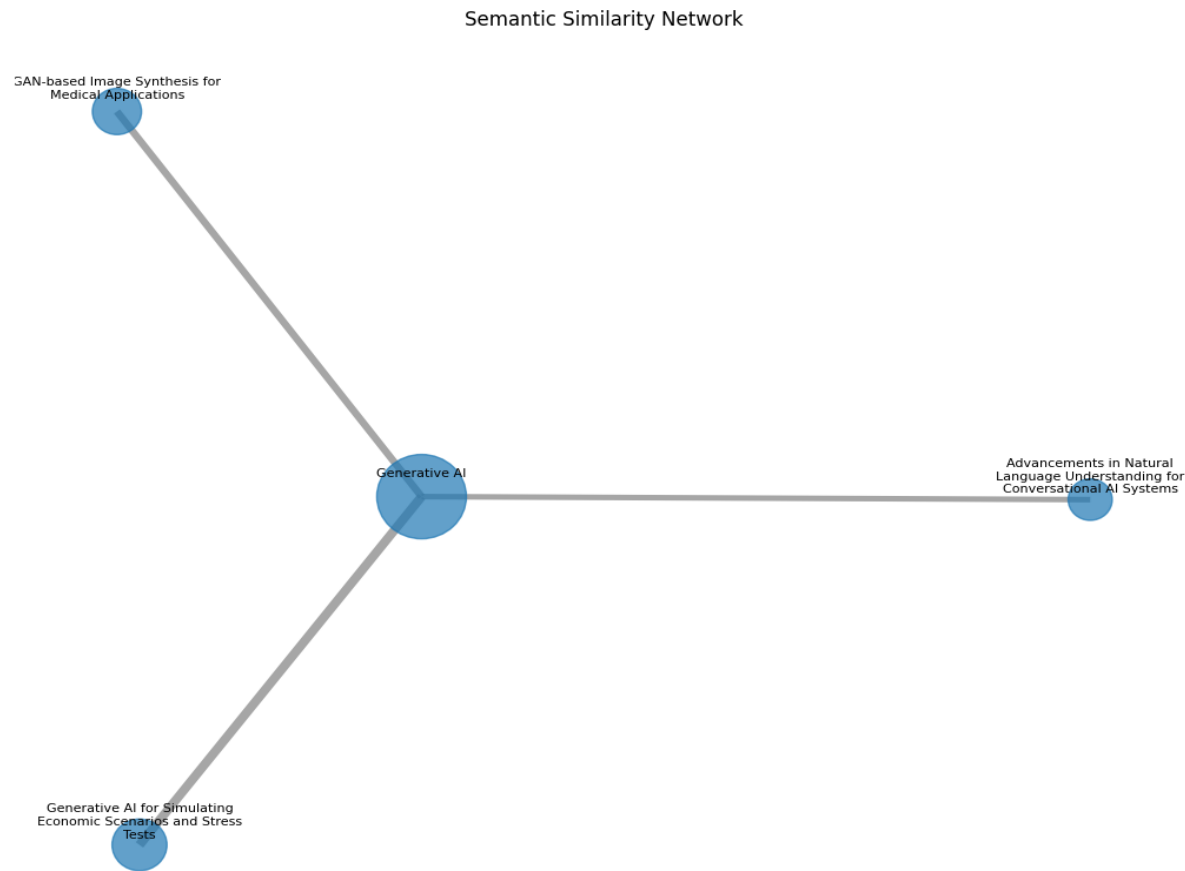 Semantic Similarity Network
GAN-based Image Synthesis for
Medical Applications
Generative AI
Advancements in Natural
Language Understanding for
Conversational AI Systems
Generative AI for Simulating
Economic Scenarios and Stress
Tests